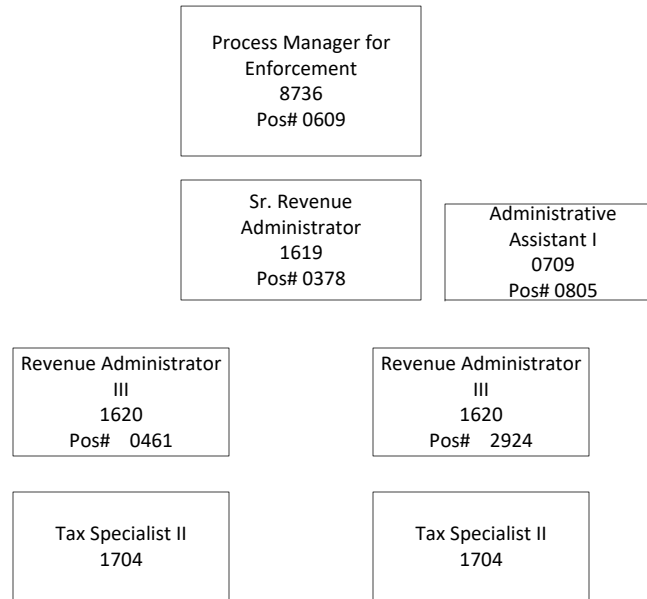 Process Manager for
Enforcement
8736
Pos# 0609
Sr. Revenue
Administrator
1619
Pos# 0378
Administrative
Assistant I
0709
Pos# 0805
Revenue Administrator
III
1620
Pos# 0461
Revenue Administrator
III
1620
Pos# 2924
Tax Specialist II
1704
Tax Specialist II
1704